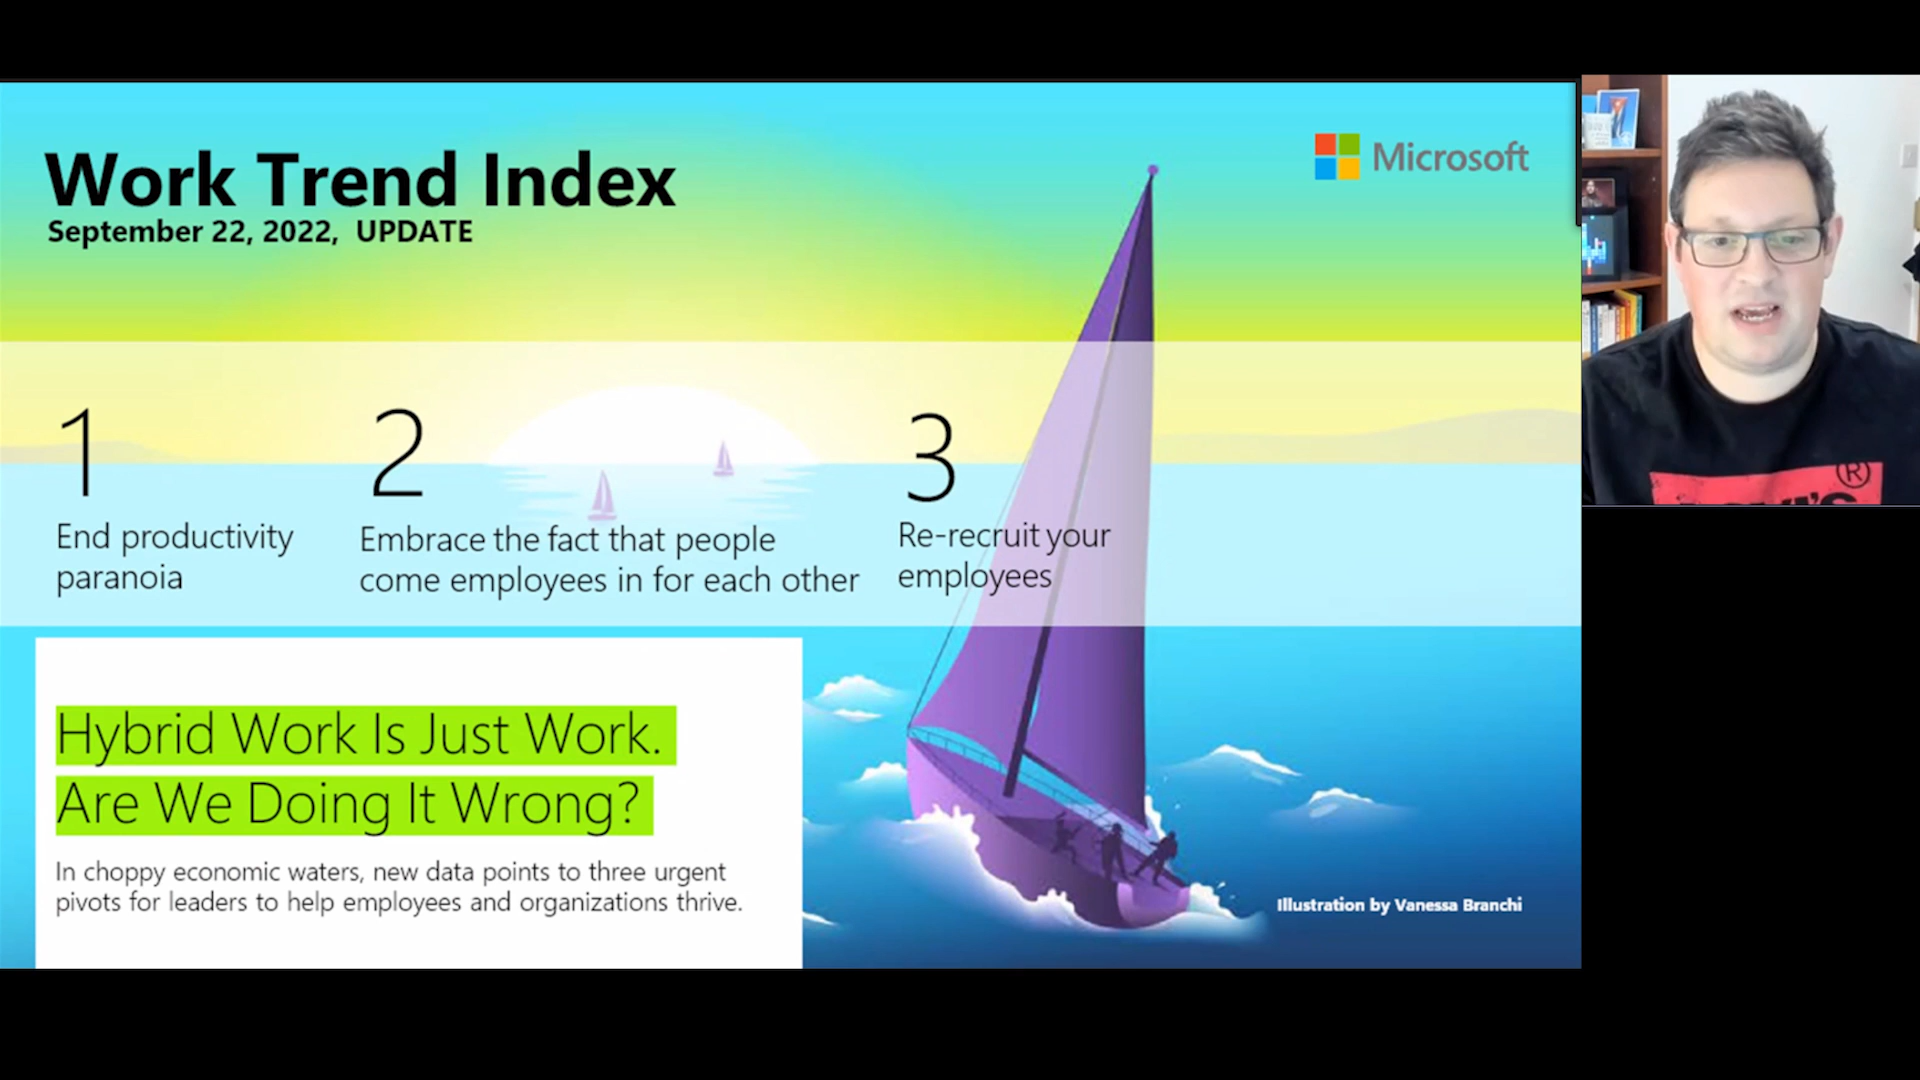 Work Trend Index
September 22, 2022, UPDATE
Microsoft
1
End productivity
paranoia
2
Embrace the fact that people
come employees in for each other
3
Re-recruit your
employees
Hybrid Work Is Just Work.
Are We Doing It Wrong?
In choppy economic waters, new data points to three urgent
pivots for leaders to help employees and organizations thrive.
Illustration by Vanessa Branchi
®